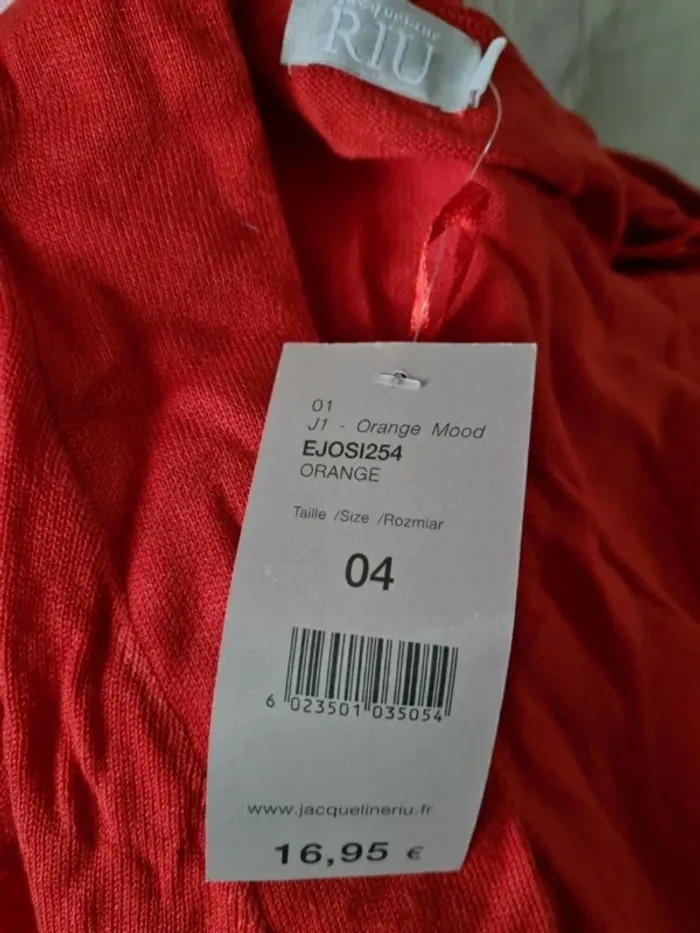 Jacqueline
RIU
01
J1 - Orange Mood
EJOSI254
ORANGE
Taille /Size /Rozmiar
04
6 023501 035054
www.jacquelineriu.fr
16,95 €